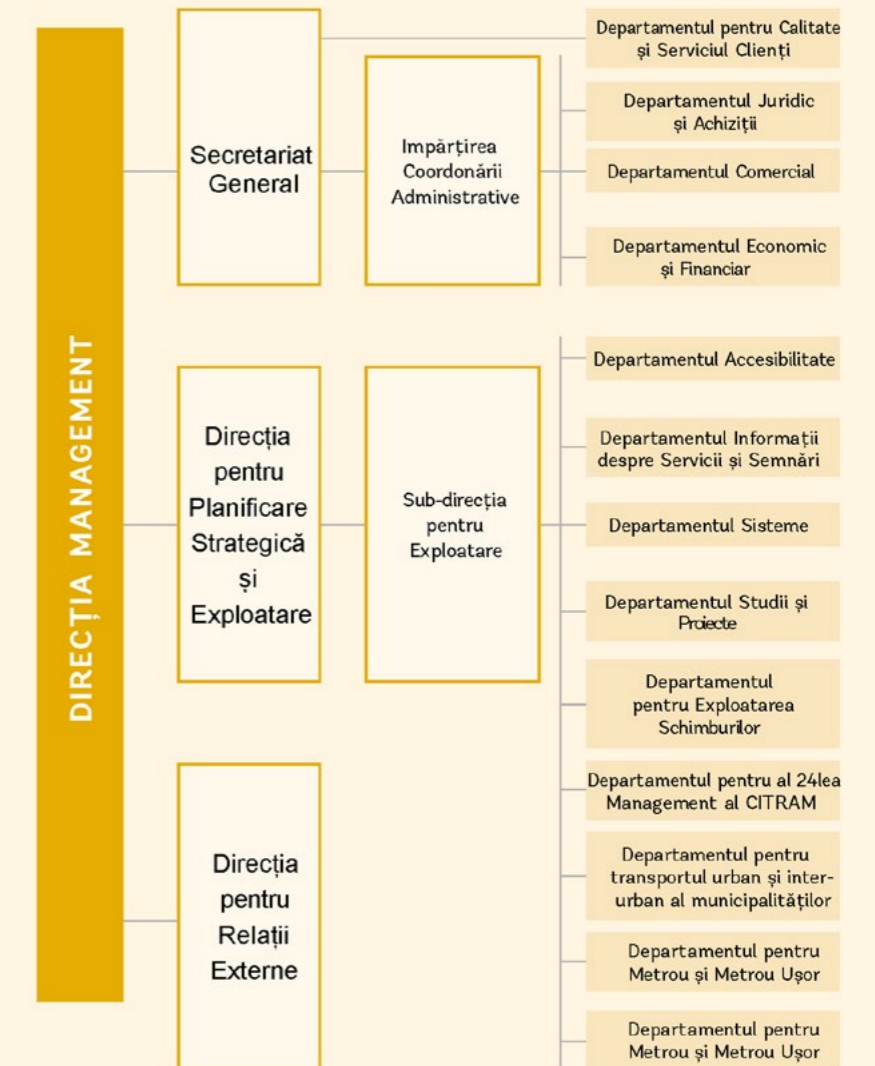 DIRECȚIA MANAGEMENT
Secretariat
General
Impărțirea
Coordonării
Administrative
Departamentul pentru Calitate
și Serviciul Clienți
Departamentul Juridic
și Achiziții
Departamentul Comercial
Departamentul Economic
și Financiar
Direcția
pentru
Planificare
Strategică
și
Exploatare
Sub-direcția
pentru
Exploatare
Departamentul Accesibilitate
Departamentul Informații
despre Servicii și Semnări
Departamentul Sisteme
Departamentul Studii și
Proiecte
Departamentul
pentru Exploatarea
Schimburilor
Departamentul pentru al 24lea
Management al CITRAM
Departamentul pentru
transportul urban și inter-
urban al municipalităților
Departamentul pentru
Metrou și Metrou Ușor
Departamentul pentru
Metrou și Metrou Ușor
Direcția
pentru
Relații
Externe